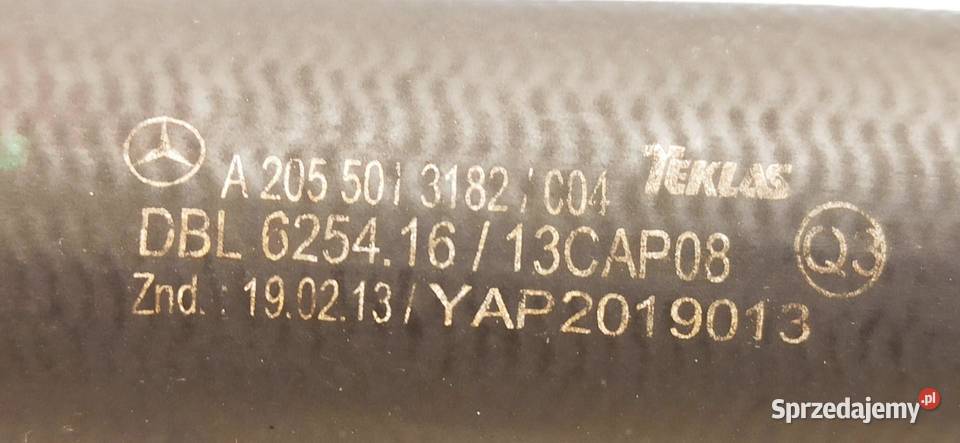 A 205 501 3182 / C04 TEKLAS
DBL 6254.16 / 13CAP08 Q3
Znd. : 19.02.13 / YAP2019013
Sprzedajemy.pl